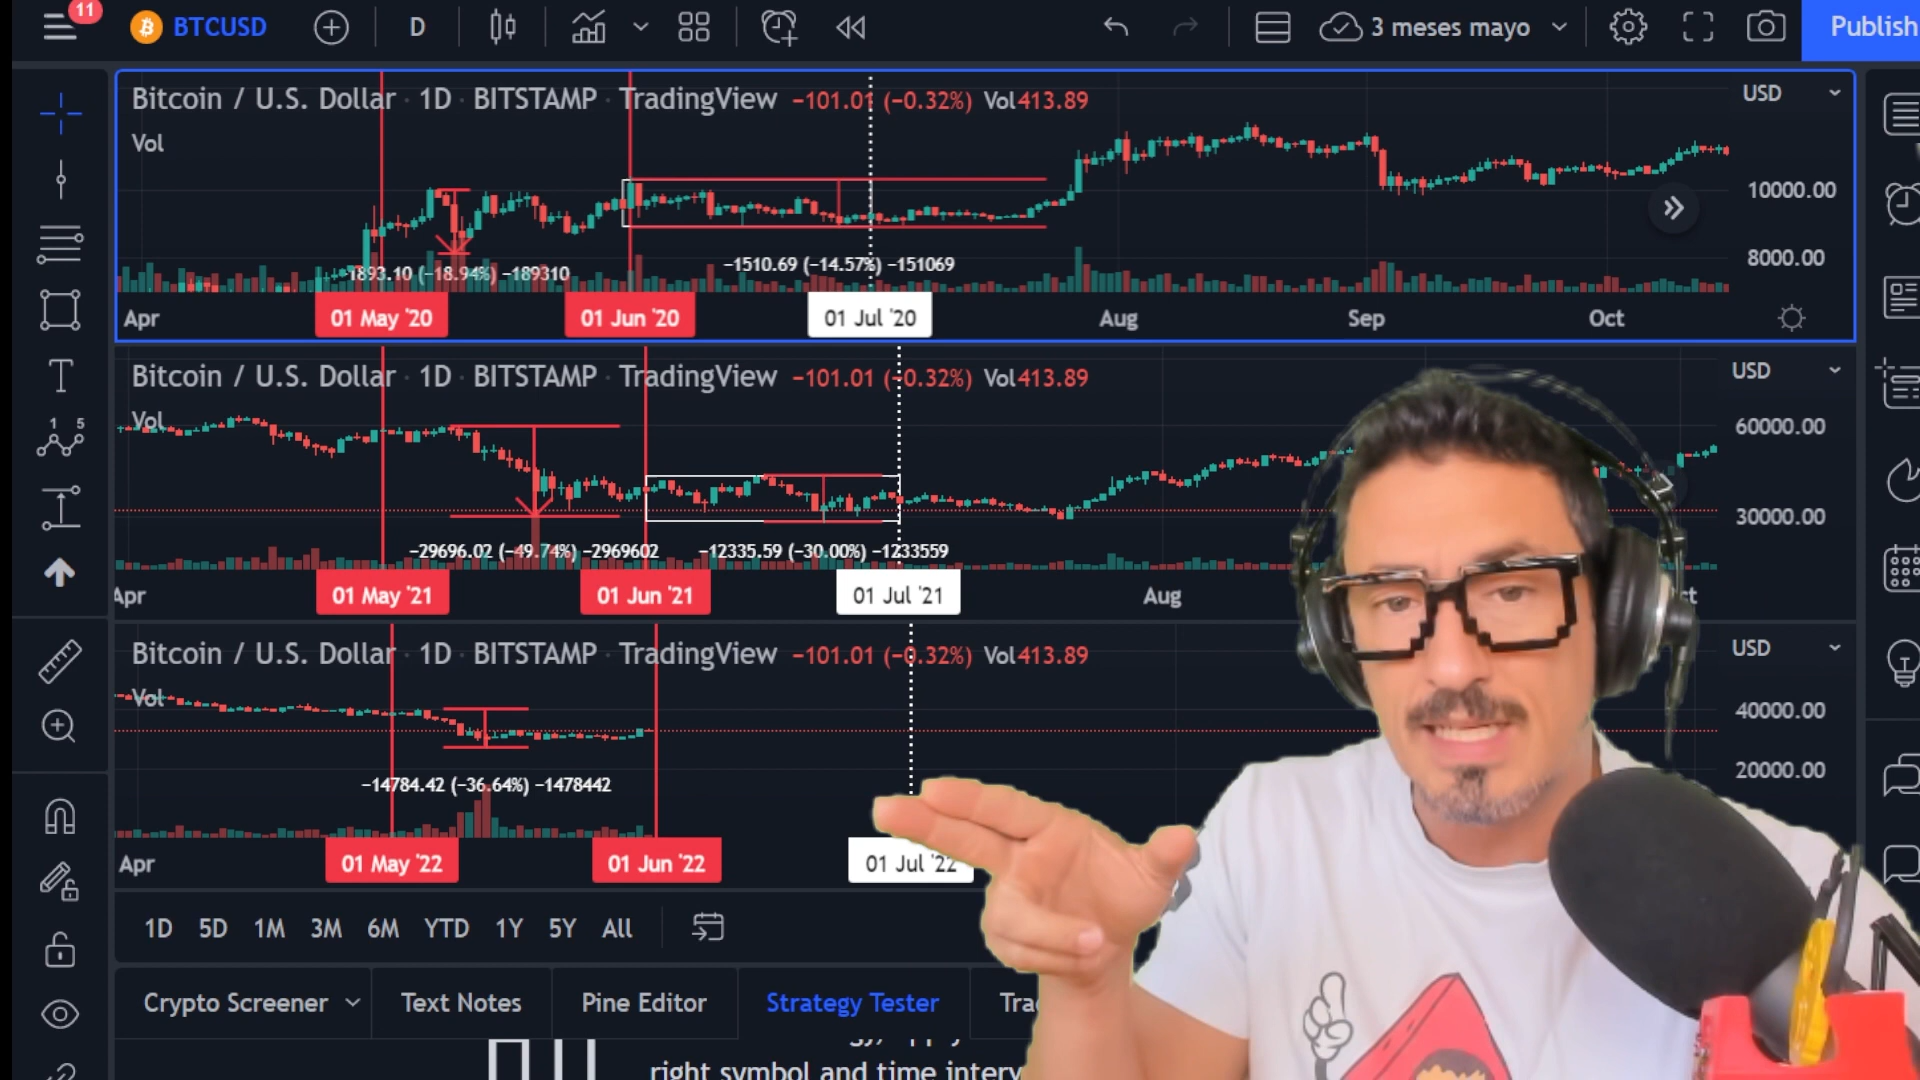 11
BTCUSD
D
3 meses mayo
Publish
Bitcoin / U.S. Dollar · 1D · BITSTAMP · TradingView −101.01 (−0.32%) Vol413.89
USD
Vol
10000.00
8000.00
−1893.10 (−18.94%) −189310
−1510.69 (−14.57%) −151069
Apr
01 May '20
01 Jun '20
01 Jul '20
Aug
Sep
Oct
Bitcoin / U.S. Dollar · 1D · BITSTAMP · TradingView −101.01 (−0.32%) Vol413.89
USD
Vol
60000.00
30000.00
−29696.02 (−49.74%) −2969602
−12335.59 (−30.00%) −1233559
Apr
01 May '21
01 Jun '21
01 Jul '21
Aug
Bitcoin / U.S. Dollar · 1D · BITSTAMP · TradingView −101.01 (−0.32%) Vol413.89
USD
Vol
40000.00
20000.00
−14784.42 (−36.64%) −1478442
Apr
01 May '22
01 Jun '22
01 Jul '22
1D 5D 1M 3M 6M YTD 1Y 5Y All
Crypto Screener
Text Notes
Pine Editor
Strategy Tester
right symbol and time
T
1 5